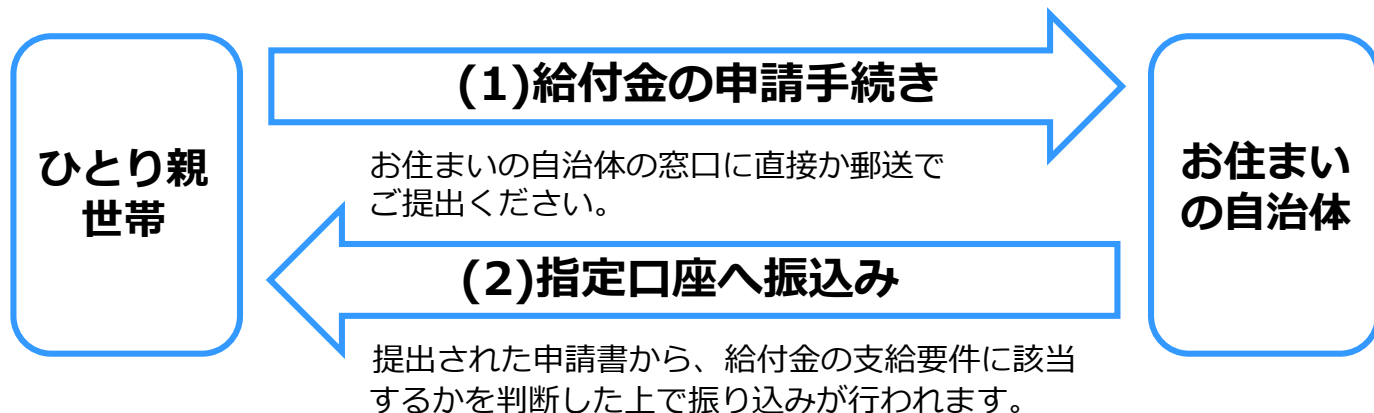 ひとり親
世帯
(1)給付金の申請手続き
お住まいの自治体の窓口に直接か郵送で
ご提出ください。
(2)指定口座へ振込み
提出された申請書から、給付金の支給要件に該当
するかを判断した上で振り込みが行われます。
お住まい
の自治体